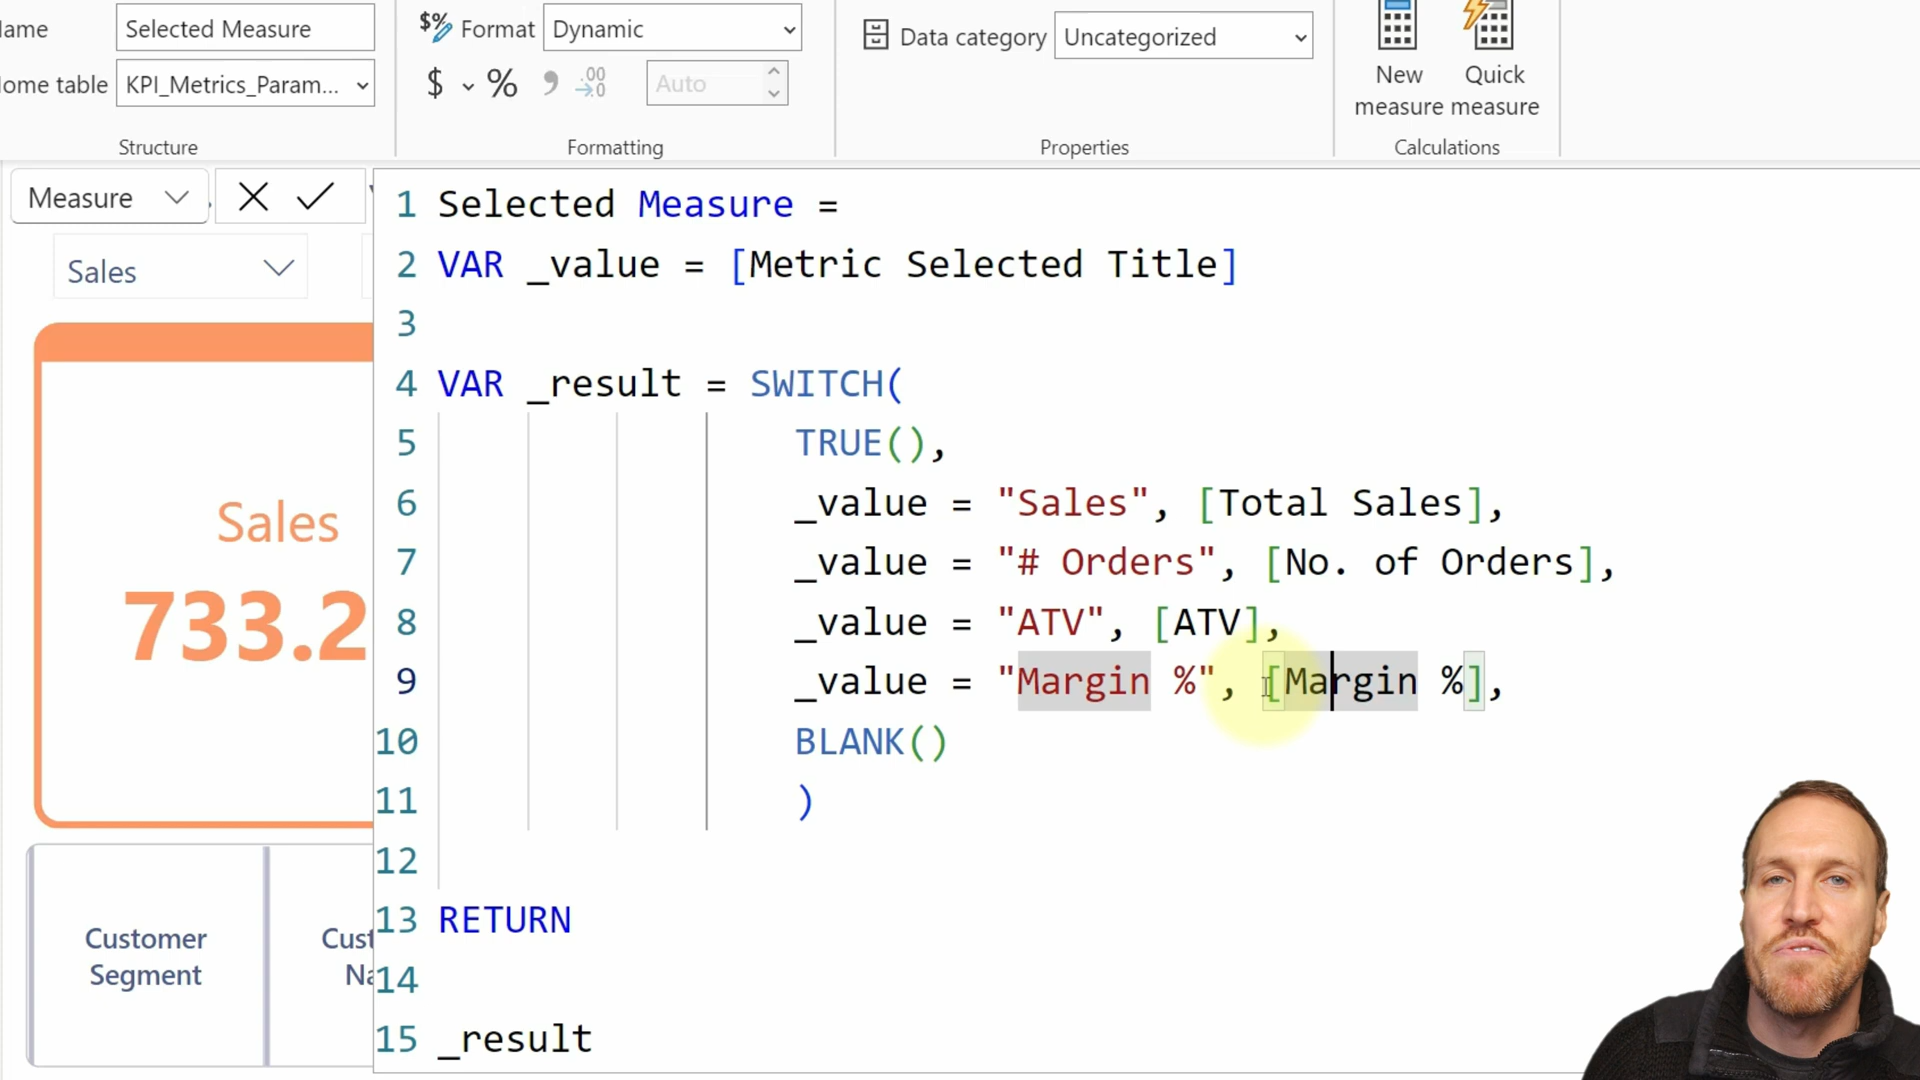 ame
Selected Measure
$% Format
Dynamic
Data category
Uncategorized
New measure
Quick measure
ome table
KPI_Metrics_Param...
$
%
,
.00
Auto
Structure
Formatting
Properties
Calculations
Measure
Sales
Sales
733.2
Customer
Segment
Cust
Na
1 Selected Measure =
2 VAR _value = [Metric Selected Title]
3
4 VAR _result = SWITCH(
5 TRUE(),
6 _value = "Sales", [Total Sales],
7 _value = "# Orders", [No. of Orders],
8 _value = "ATV", [ATV],
9 _value = "Margin %", [Margin %],
10 BLANK()
11 )
12
13 RETURN
14
15 _result